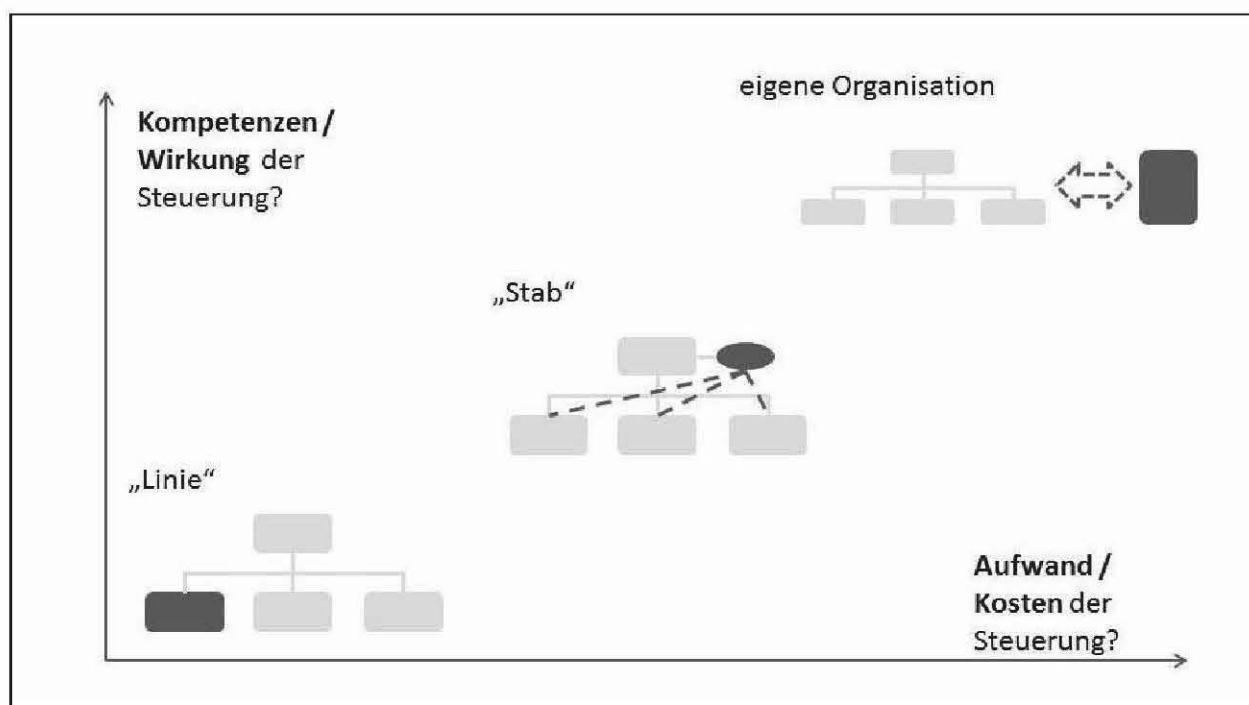 eigene Organisation
Kompetenzen /
Wirkung der
Steuerung?
„Stab“
„Linie“
Aufwand /
Kosten der
Steuerung?